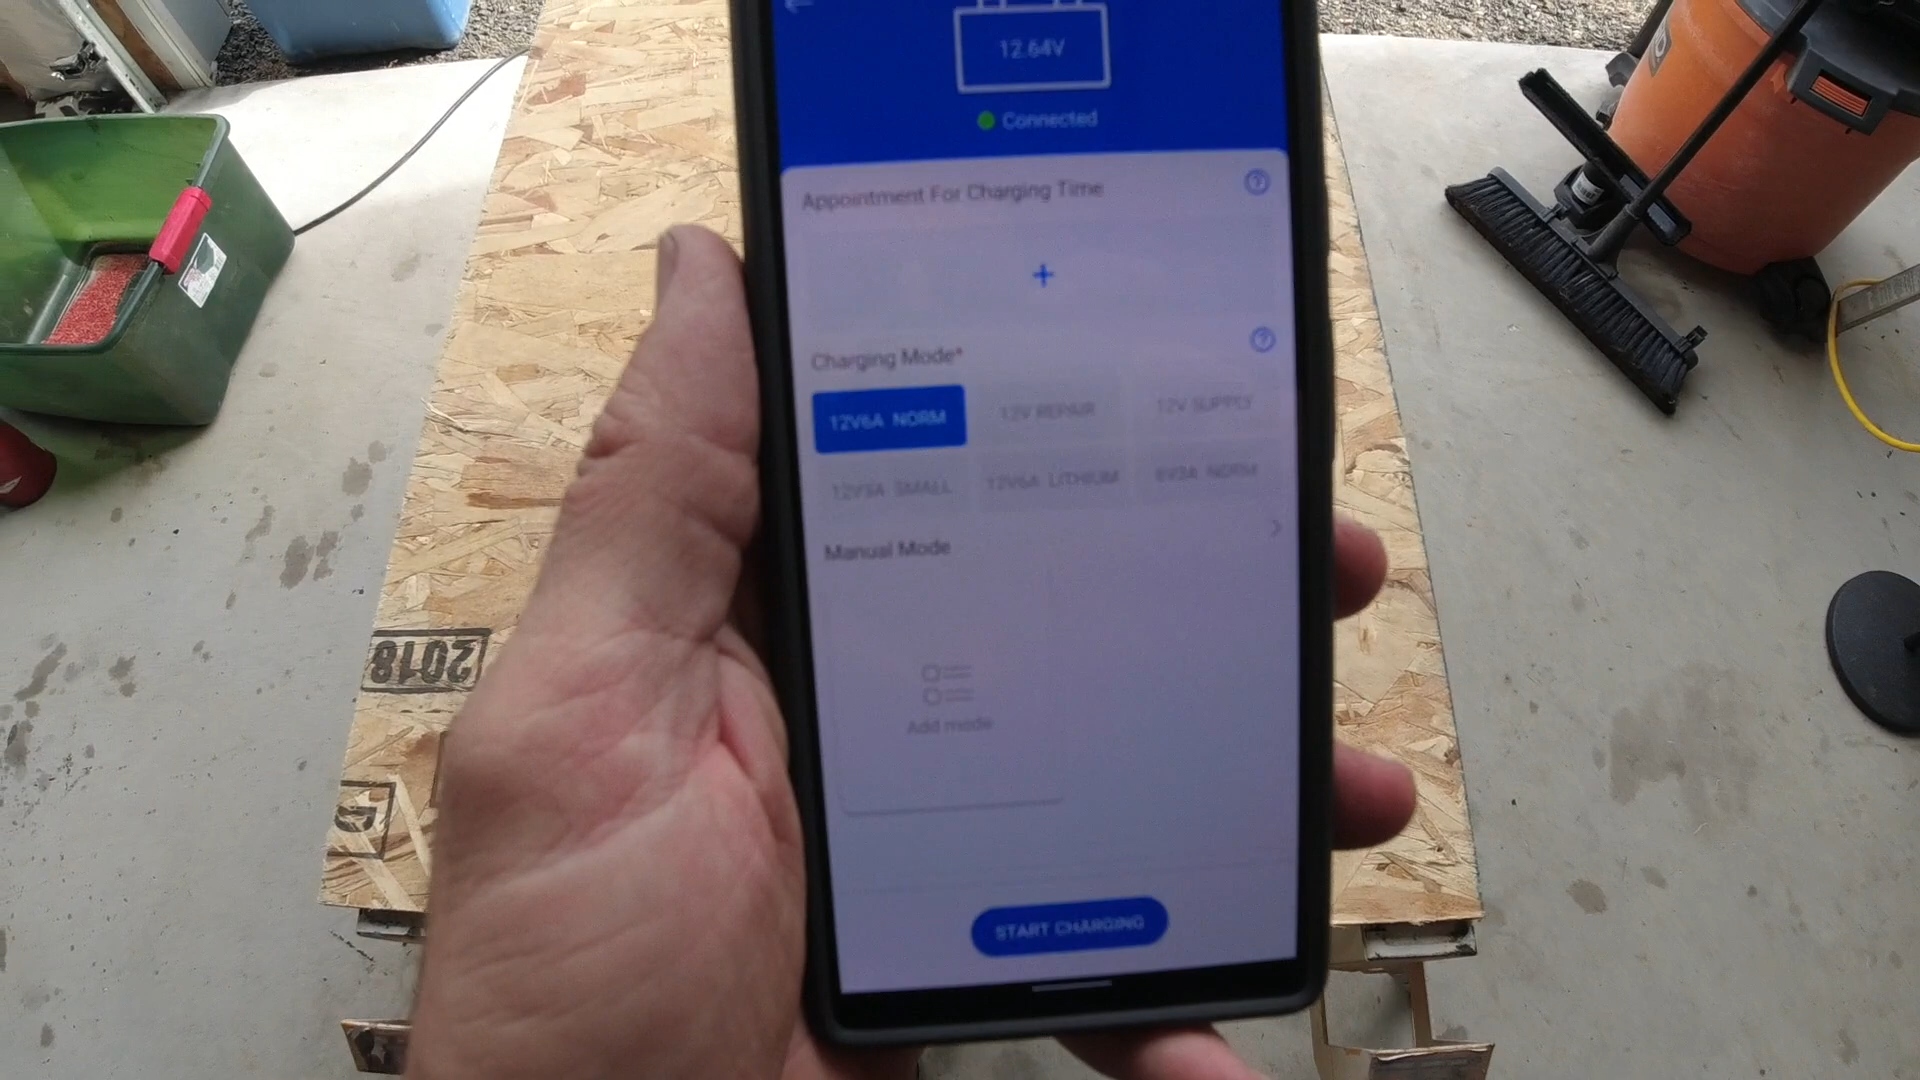 12.64V
Connected
Appointment For Charging Time
+
Charging Mode*
12V6A NORM 12V REPAIR 12V SUPPLY
12V3A SMALL 12V6A LITHIUM 6V3A NORM
Manual Mode
Add mode
START CHARGING
2018